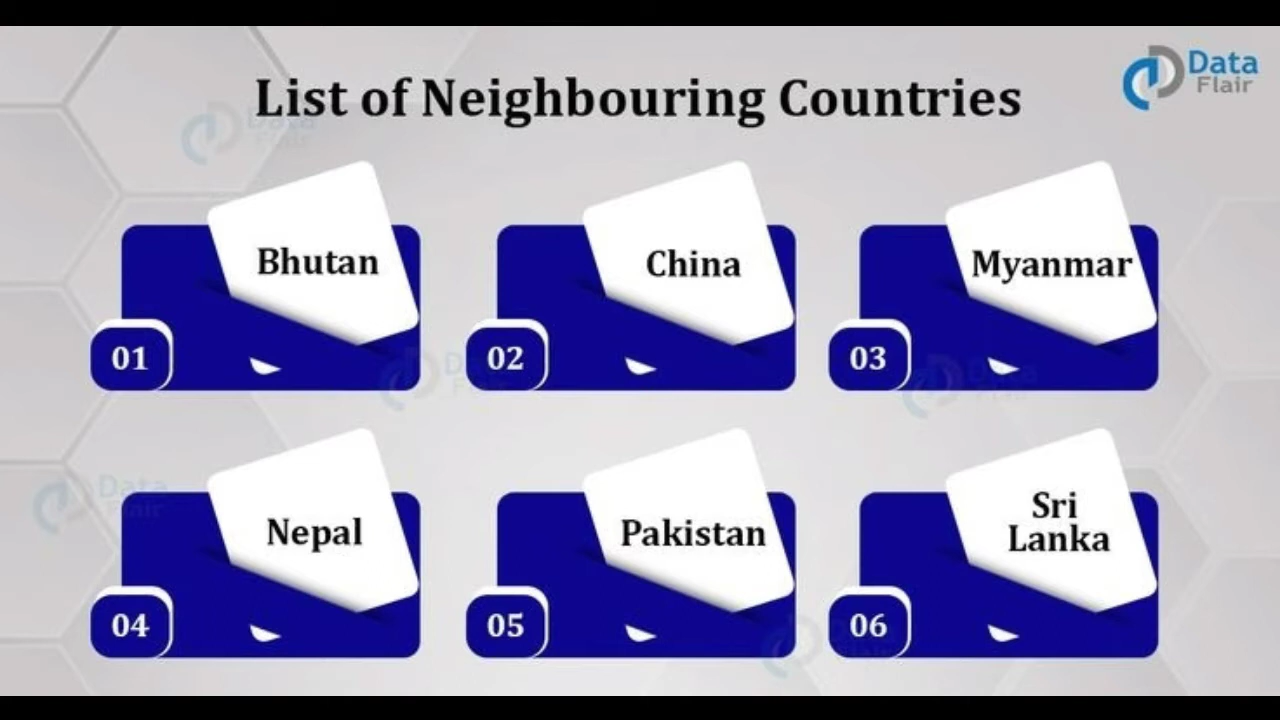 List of Neighbouring Countries
Data
Flair
Bhutan
01
China
02
Myanmar
03
Nepal
04
Pakistan
05
Sri
Lanka
06